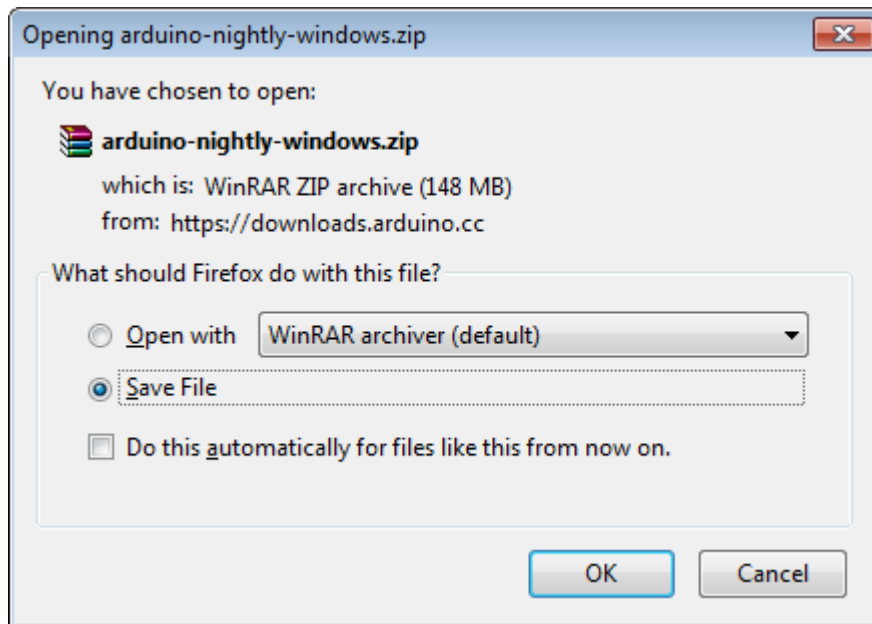 Opening arduino-nightly-windows.zip
You have chosen to open:
arduino-nightly-windows.zip
which is: WinRAR ZIP archive (148 MB)
from: https://downloads.arduino.cc
What should Firefox do with this file?
Open with WinRAR archiver (default)
Save File
Do this automatically for files like this from now on.
OK Cancel